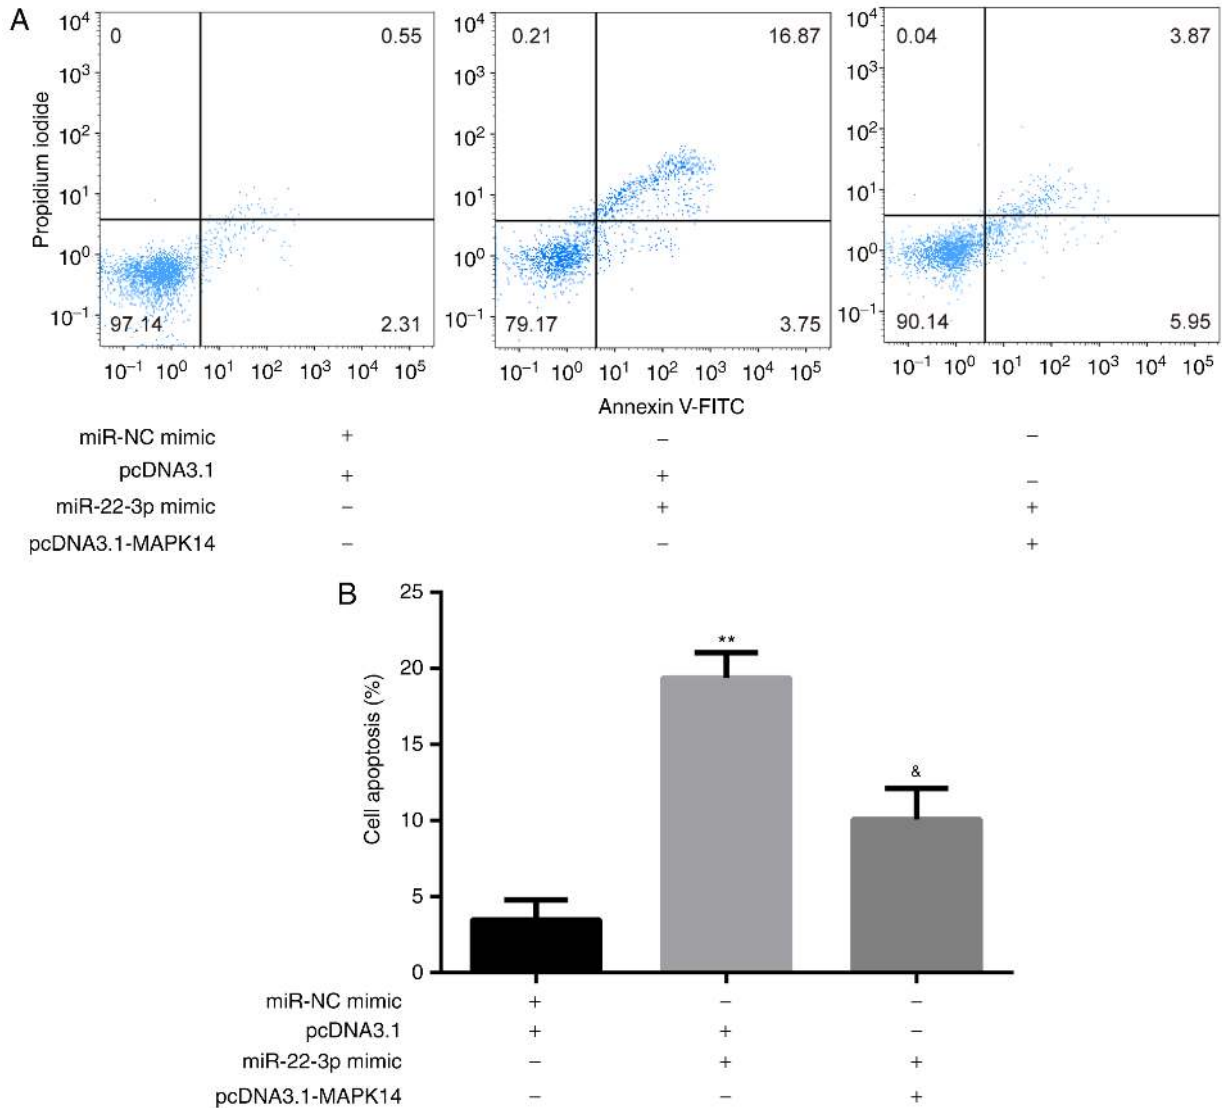 A
10⁴ 10³ 10² 10¹ 10⁰ 10⁻¹
Propidium iodide
0 0.55
97.14 2.31
10⁻¹ 10⁰ 10¹ 10² 10³ 10⁴ 10⁵
10⁴ 10³ 10² 10¹ 10⁰ 10⁻¹
0.21 16.87
79.17 3.75
10⁻¹ 10⁰ 10¹ 10² 10³ 10⁴ 10⁵
10⁴ 10³ 10² 10¹ 10⁰ 10⁻¹
0.04 3.87
90.14 5.95
10⁻¹ 10⁰ 10¹ 10² 10³ 10⁴ 10⁵
Annexin V-FITC
miR-NC mimic + − −
pcDNA3.1 + + −
miR-22-3p mimic − + +
pcDNA3.1-MAPK14 − − +
B
Cell apoptosis (%)
25
20
15
10
5
0
**
&
miR-NC mimic + − −
pcDNA3.1 + + −
miR-22-3p mimic − + +
pcDNA3.1-MAPK14 − − +